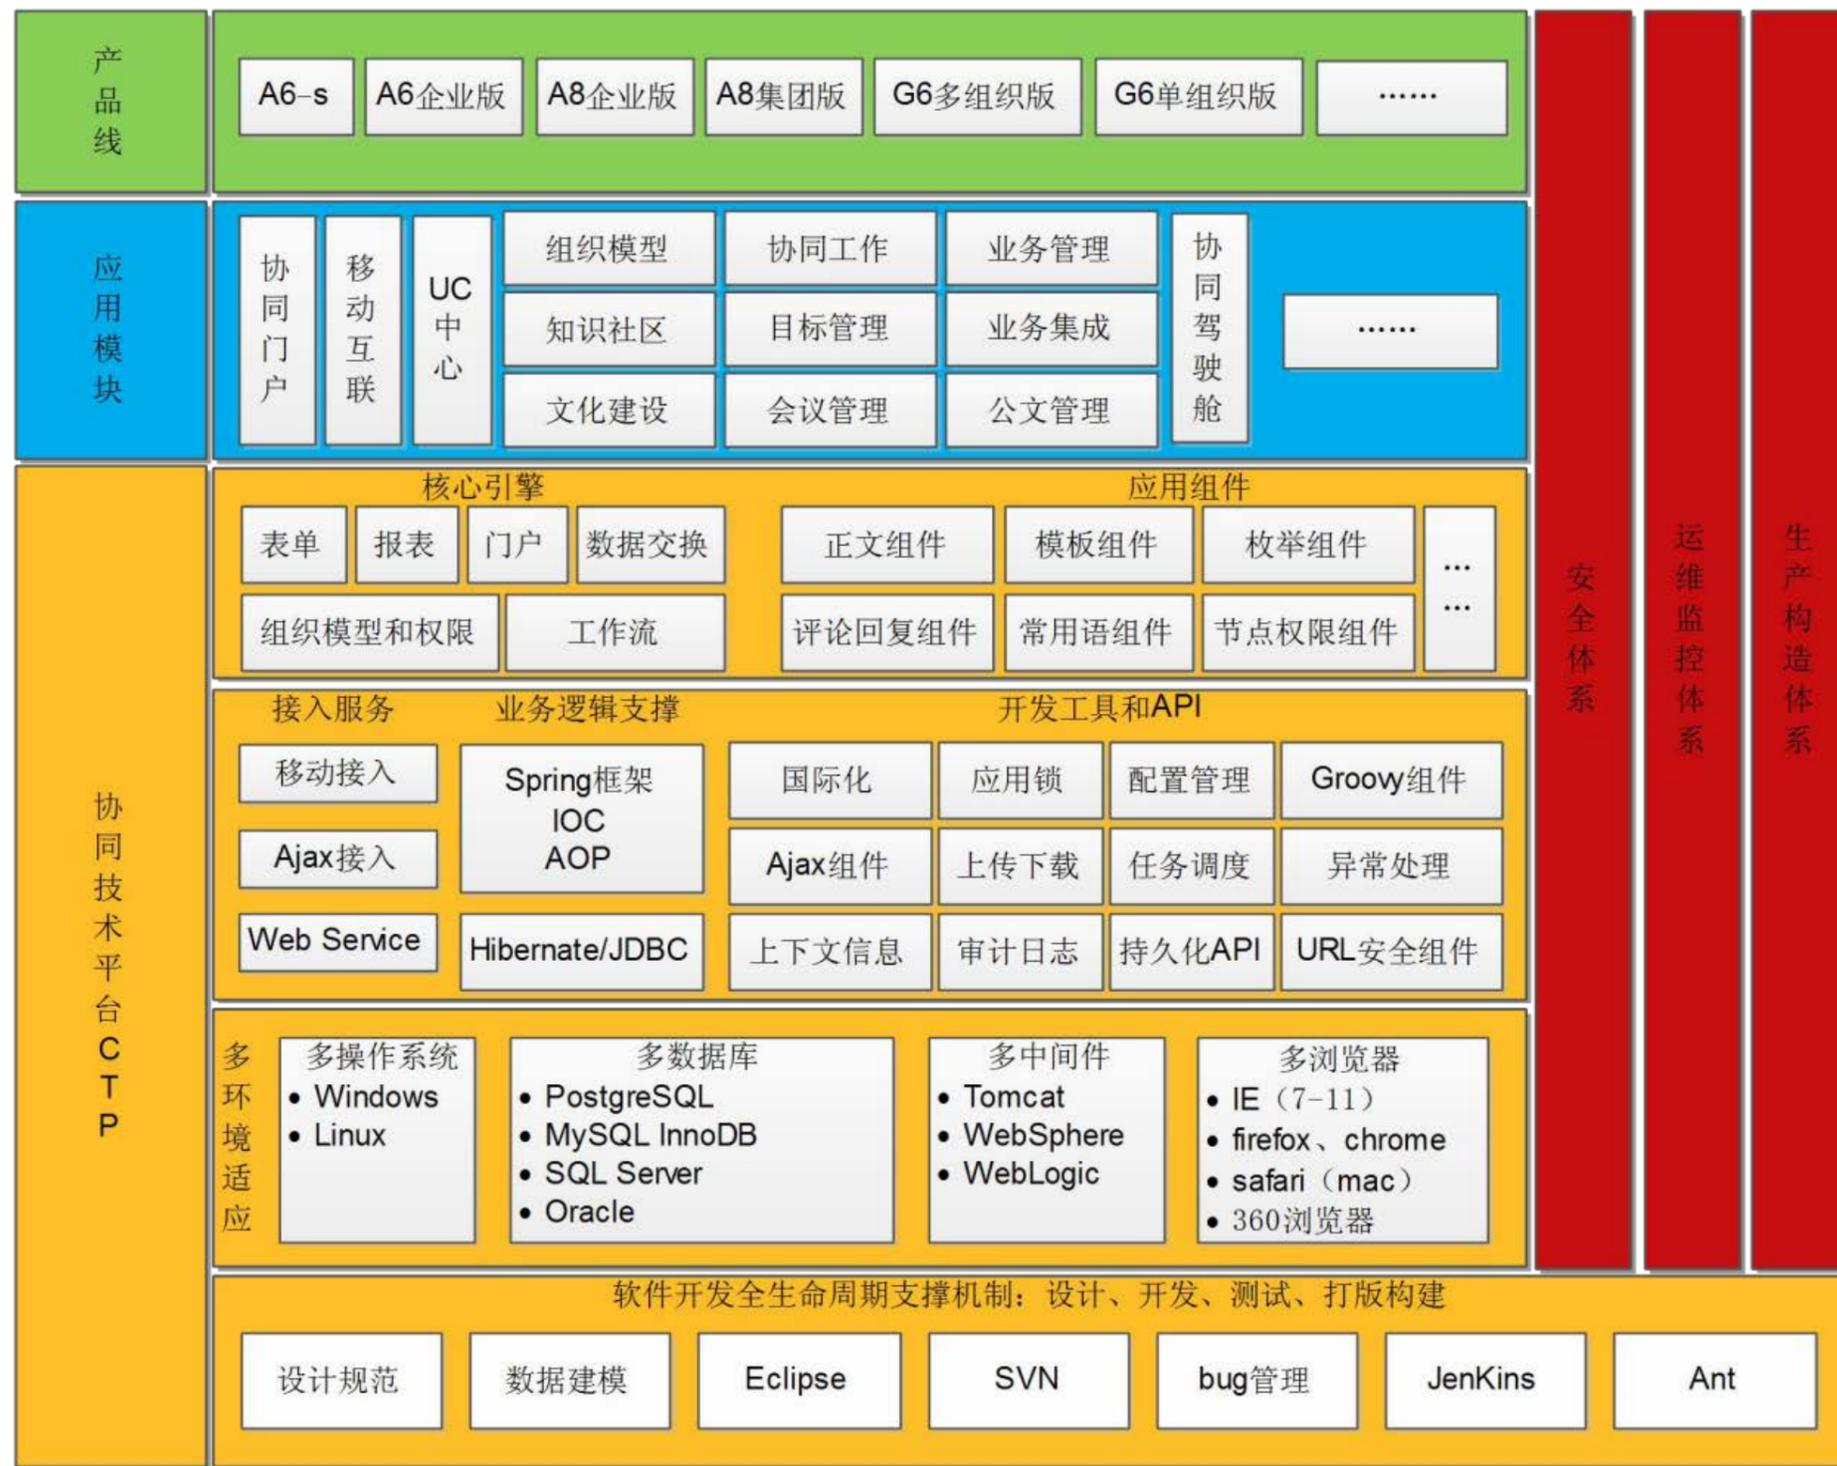 产品线
A6-s
A6企业版
A8企业版
A8集团版
G6多组织版
G6单组织版
······
应用模块
协同门户
移动互联
UC中心
组织模型
协同工作
业务管理
知识社区
目标管理
业务集成
文化建设
会议管理
公文管理
协同驾驶舱
······
协同技术平台CTP
核心引擎
表单
报表
门户
数据交换
组织模型和权限
工作流
应用组件
正文组件
模板组件
枚举组件
评论回复组件
常用语组件
节点权限组件
···
···
接入服务
移动接入
Ajax接入
Web Service
业务逻辑支撑
Spring框架
IOC
AOP
Hibernate/JDBC
开发工具和API
国际化
应用锁
配置管理
Groovy组件
Ajax组件
上传下载
任务调度
异常处理
上下文信息
审计日志
持久化API
URL安全组件
多环境适应
多操作系统
• Windows
• Linux
多数据库
• PostgreSQL
• MySQL InnoDB
• SQL Server
• Oracle
多中间件
• Tomcat
• WebSphere
• WebLogic
多浏览器
• IE（7-11）
• firefox、chrome
• safari（mac）
• 360浏览器
软件开发全生命周期支撑机制：设计、开发、测试、打版构建
设计规范
数据建模
Eclipse
SVN
bug管理
JenKins
Ant
安全体系
运维监控体系
生产构造体系